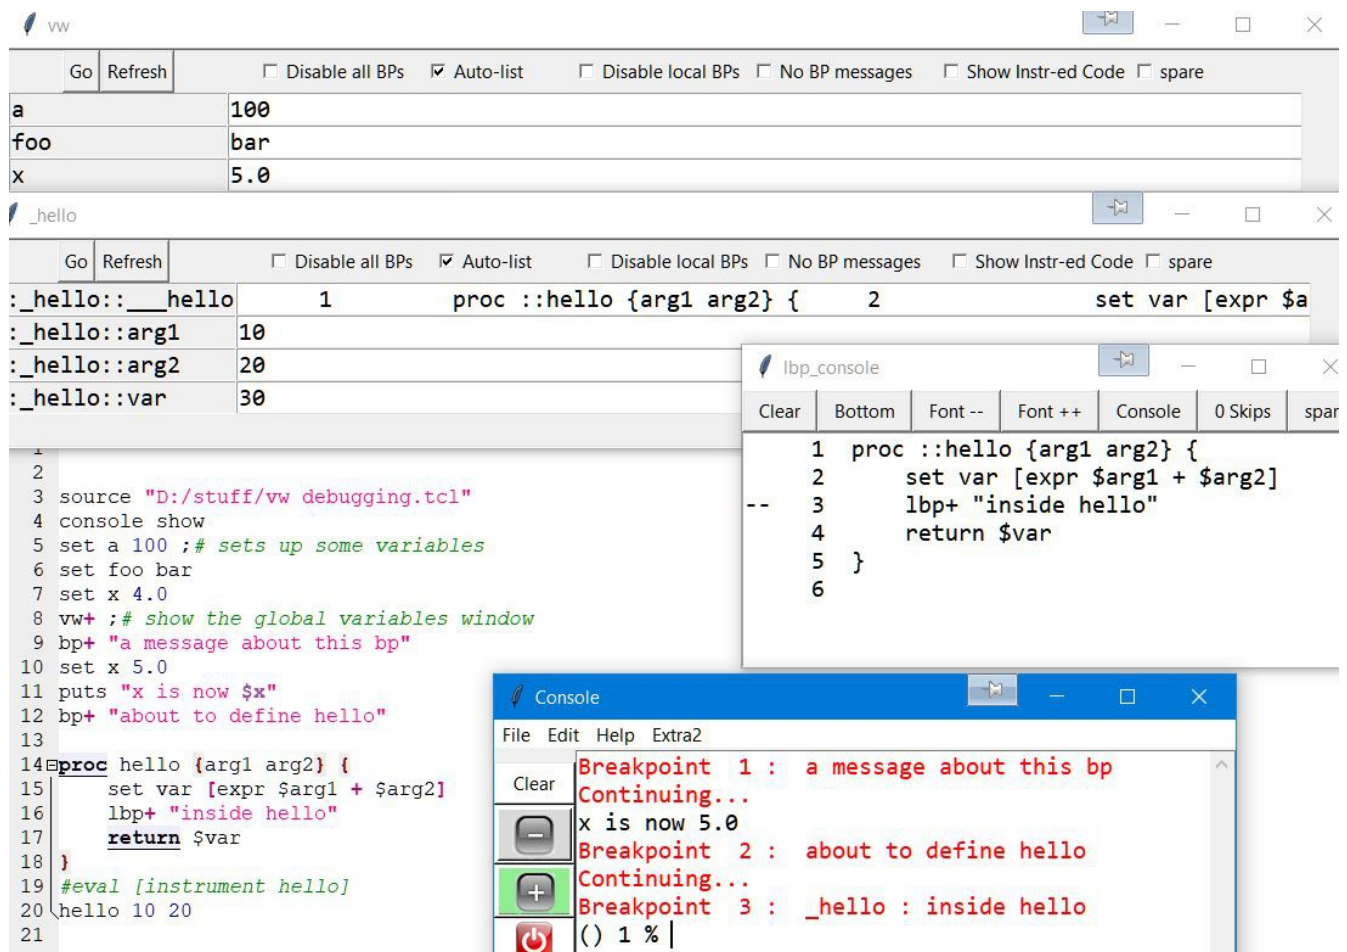 vw
Go Refresh Disable all BPs Auto-list Disable local BPs No BP messages Show Instr-ed Code spare
a 100
foo bar
x 5.0
_hello
Go Refresh Disable all BPs Auto-list Disable local BPs No BP messages Show Instr-ed Code spare
:_hello::___hello 1 proc ::hello {arg1 arg2} { 2 set var [expr $a
:_hello::arg1 10
:_hello::arg2 20
:_hello::var 30
lbp_console
Clear Bottom Font -- Font ++ Console 0 Skips spar
1 proc ::hello {arg1 arg2} {
2 set var [expr $arg1 + $arg2]
-- 3 lbp+ "inside hello"
4 return $var
5 }
6
1
2
3 source "D:/stuff/vw debugging.tcl"
4 console show
5 set a 100 ;# sets up some variables
6 set foo bar
7 set x 4.0
8 vw+ ;# show the global variables window
9 bp+ "a message about this bp"
10 set x 5.0
11 puts "x is now $x"
12 bp+ "about to define hello"
13
14 proc hello {arg1 arg2} {
15 set var [expr $arg1 + $arg2]
16 lbp+ "inside hello"
17 return $var
18 }
19 #eval [instrument hello]
20 hello 10 20
21
Console
File Edit Help Extra2
Clear
Breakpoint 1 : a message about this bp
Continuing...
x is now 5.0
Breakpoint 2 : about to define hello
Continuing...
Breakpoint 3 : _hello : inside hello
() 1 %